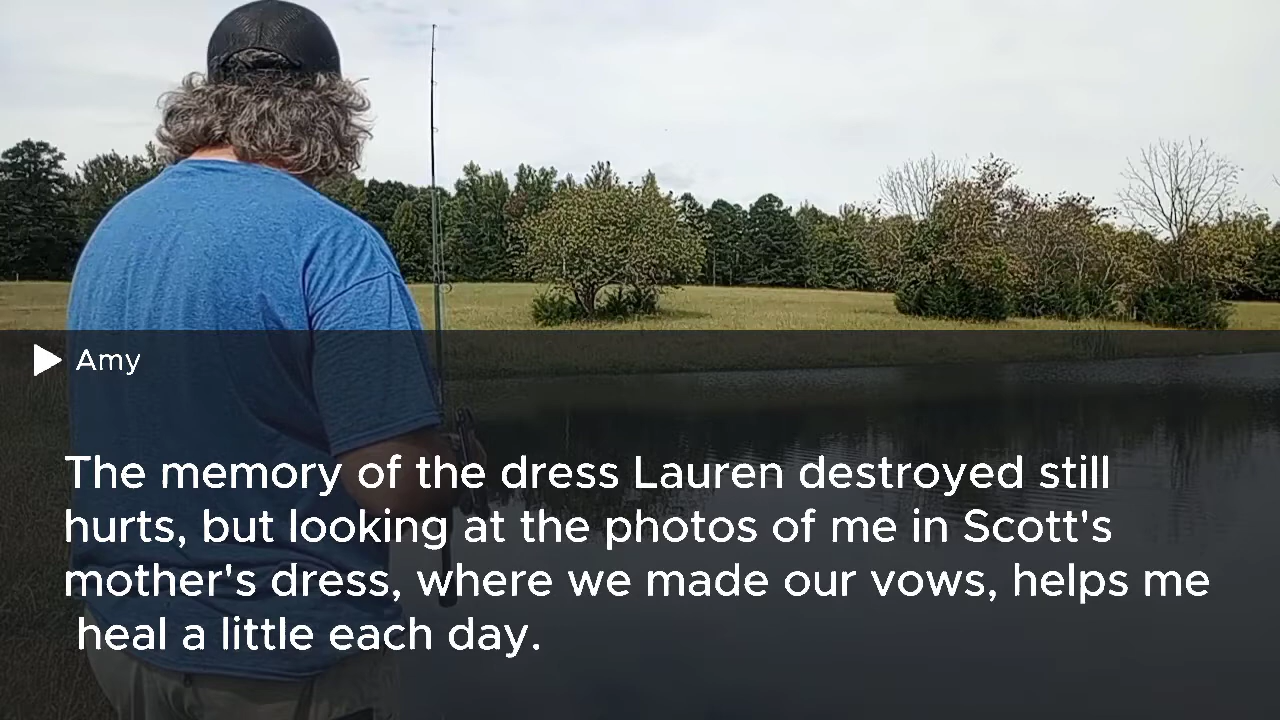 Amy
The memory of the dress Lauren destroyed still
hurts, but looking at the photos of me in Scott's
mother's dress, where we made our vows, helps me
heal a little each day.